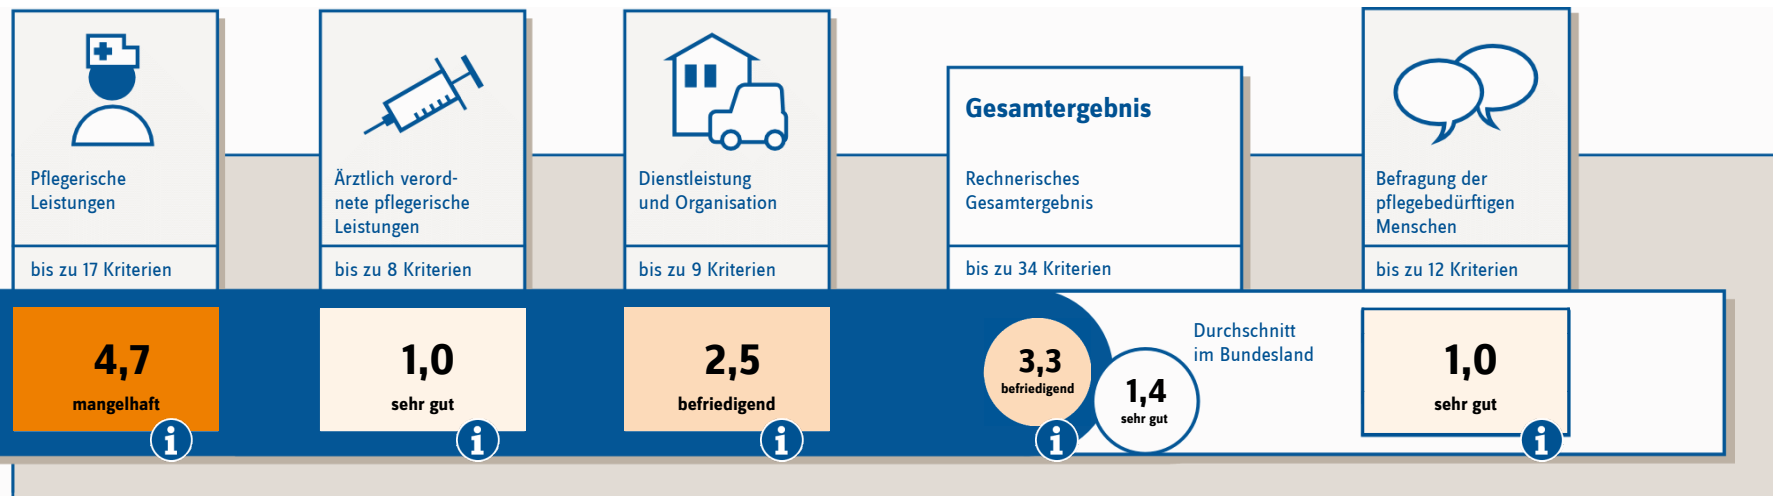 Pflegerische
Leistungen
bis zu 17 Kriterien
4,7
mangelhaft
i
Ärztlich verord-
nete pflegerische
Leistungen
bis zu 8 Kriterien
1,0
sehr gut
i
Dienstleistung
und Organisation
bis zu 9 Kriterien
2,5
befriedigend
i
Gesamtergebnis
Rechnerisches
Gesamtergebnis
bis zu 34 Kriterien
3,3
befriedigend
i
Durchschnitt
im Bundesland
1,4
sehr gut
Befragung der
pflegebedürftigen
Menschen
bis zu 12 Kriterien
1,0
sehr gut
i